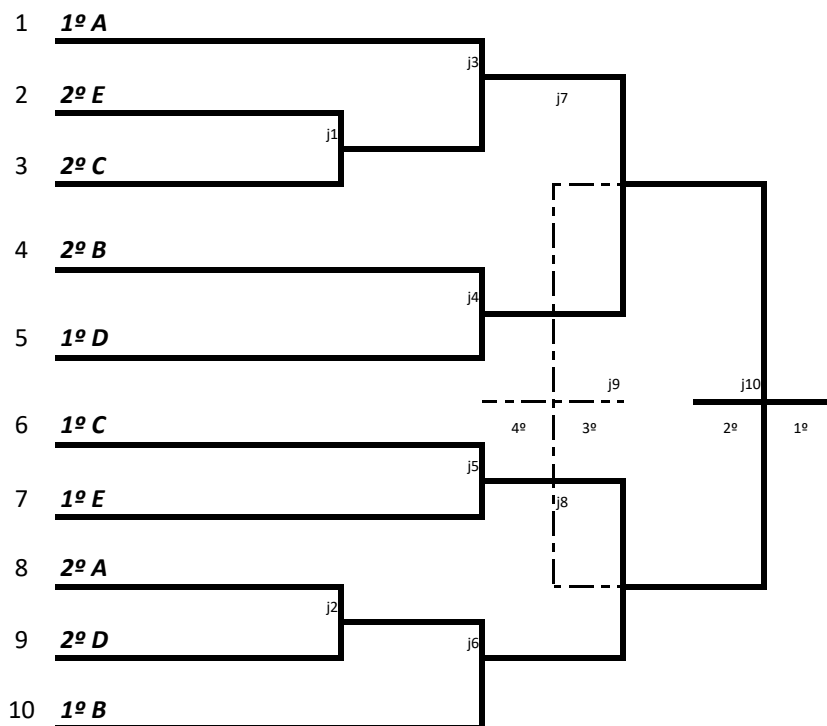 1 1º A
j3
2 2º E
j7
j1
3 2º C
4 2º B
j4
5 1º D
j9 j10
6 1º C
4º 3º 2º 1º
j5
7 1º E
j8
8 2º A
j2
9 2º D
j6
10 1º B